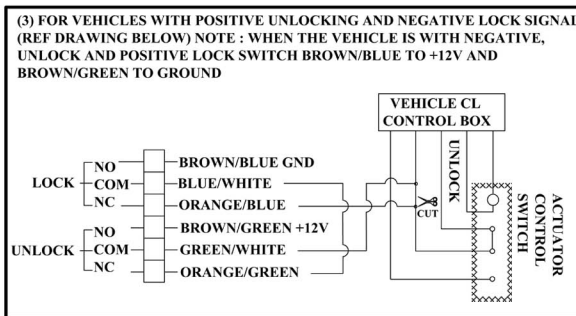 (3) FOR VEHICLES WITH POSITIVE UNLOCKING AND NEGATIVE LOCK SIGNAL
(REF DRAWING BELOW) NOTE : WHEN THE VEHICLE IS WITH NEGATIVE,
UNLOCK AND POSITIVE LOCK SWITCH BROWN/BLUE TO +12V AND
BROWN/GREEN TO GROUND
VEHICLE CL
CONTROL BOX
LOCK
NO
COM
NC
BROWN/BLUE GND
BLUE/WHITE
ORANGE/BLUE
UNLOCK
NO
COM
NC
BROWN/GREEN +12V
GREEN/WHITE
ORANGE/GREEN
CUT
UNLOCK
ACTUATOR
CONTROL
SWITCH